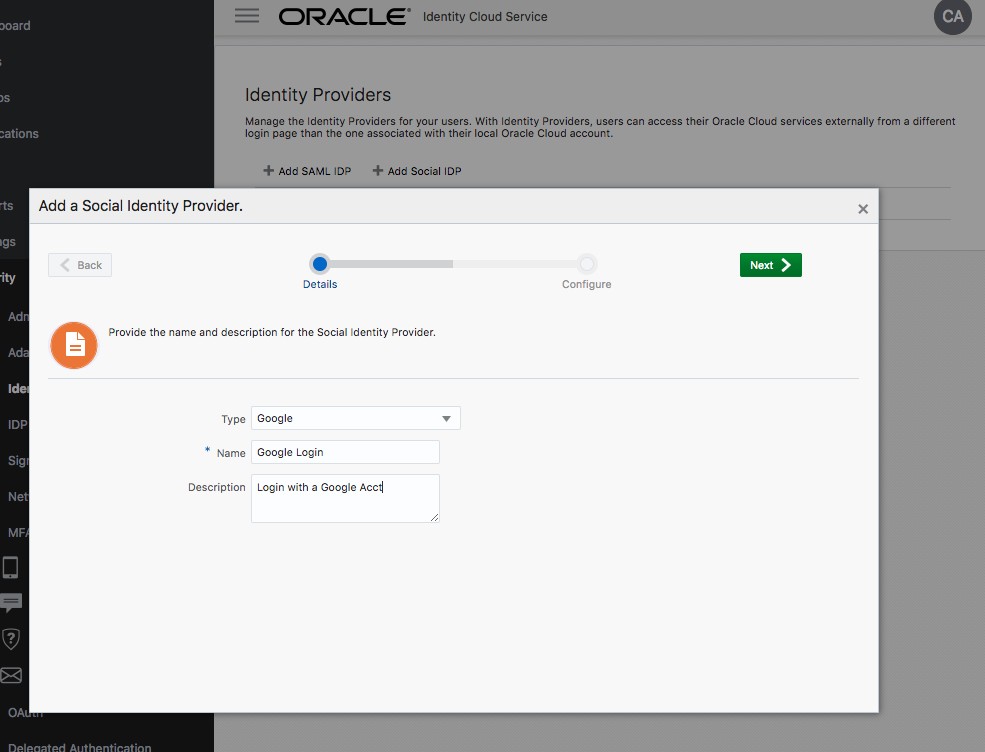 ORACLE® Identity Cloud Service
CA
Identity Providers
Manage the Identity Providers for your users. With Identity Providers, users can access their Oracle Cloud services externally from a different
login page than the one associated with their local Oracle Cloud account.
+ Add SAML IDP + Add Social IDP
oard
s
ps
cations
rts
ngs
rity
Adn
Ada
Iden
IDP
Sign
Net
MFA
OAuth
Delegated Authentication
Add a Social Identity Provider.
Back
Next
Details
Configure
Provide the name and description for the Social Identity Provider.
Type Google
* Name Google Login
Description Login with a Google Acct